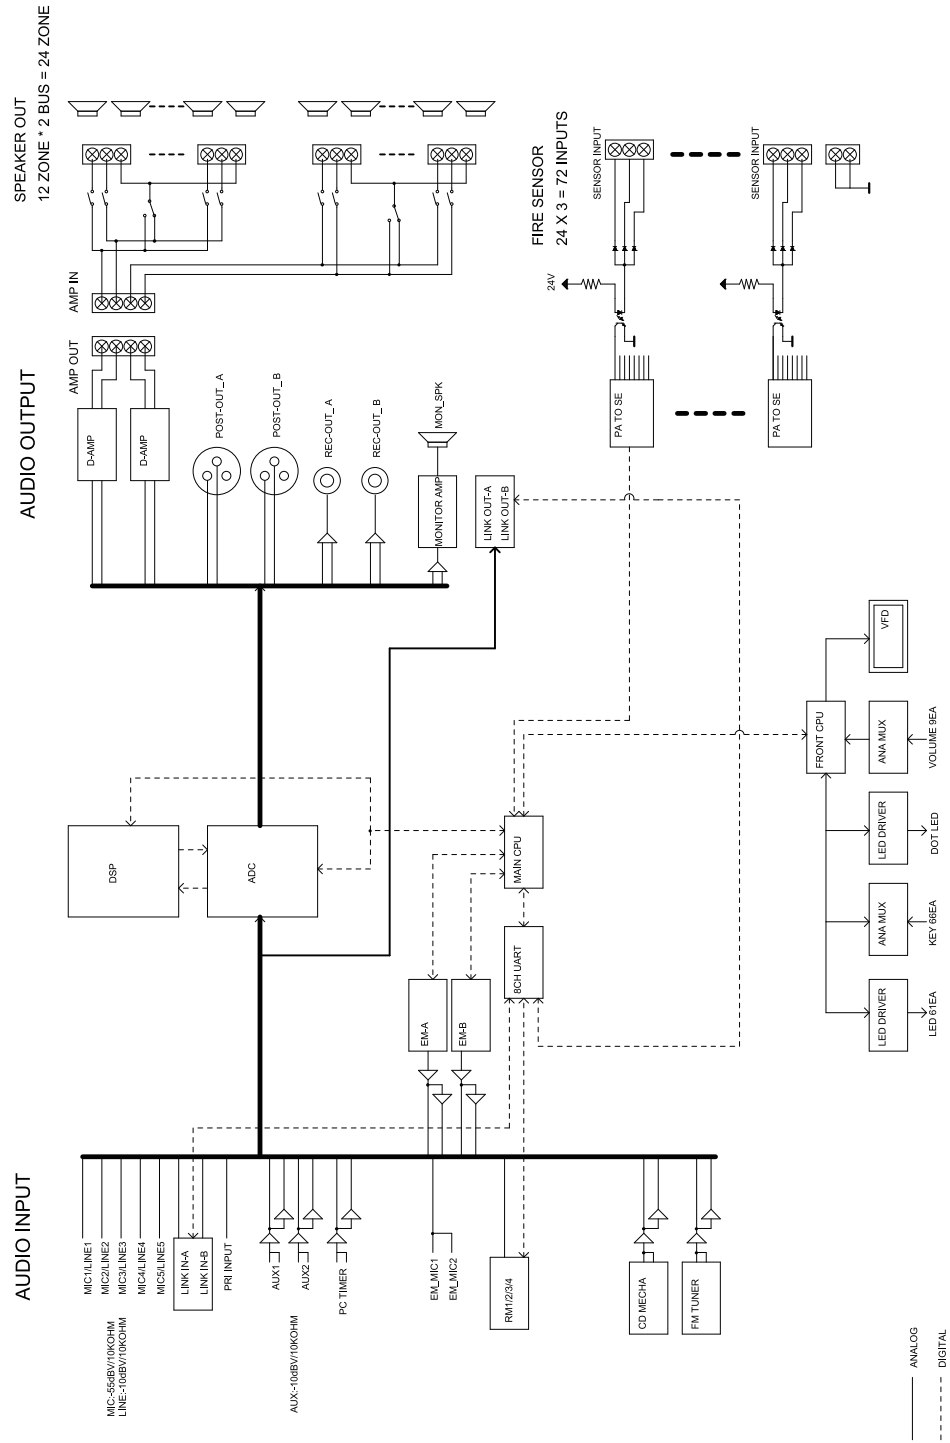 AUDIO INPUT
MIC1/LINE1
MIC2/LINE2
MIC3/LINE3
MIC4/LINE4
MIC5/LINE5
LINK IN-A
LINK IN-B
PRI INPUT
MIC:-55dBV/10KOHM
LINE:-10dBV/10KOHM
AUX1
AUX2
AUX:-10dBV/10KOHM
PC TIMER
EM_MIC1
EM_MIC2
RM1/2/3/4
CD MECHA
FM TUNER
EM-A
EM-B
8CH UART
MAIN CPU
DSP
ADC
AUDIO OUTPUT
D-AMP
D-AMP
AMP OUT
AMP IN
SPEAKER OUT
12 ZONE * 2 BUS = 24 ZONE
POST-OUT_A
POST-OUT_B
REC-OUT_A
REC-OUT_B
MONITOR AMP
MON_SPK
LINK OUT-A
LINK OUT-B
FIRE SENSOR
24 X 3 = 72 INPUTS
SENSOR INPUT
SENSOR INPUT
24V
PA TO SE
PA TO SE
FRONT CPU
VFD
ANA MUX
VOLUME 9EA
LED DRIVER
DOT LED
ANA MUX
KEY 66EA
LED DRIVER
LED 61EA
ANALOG
DIGITAL